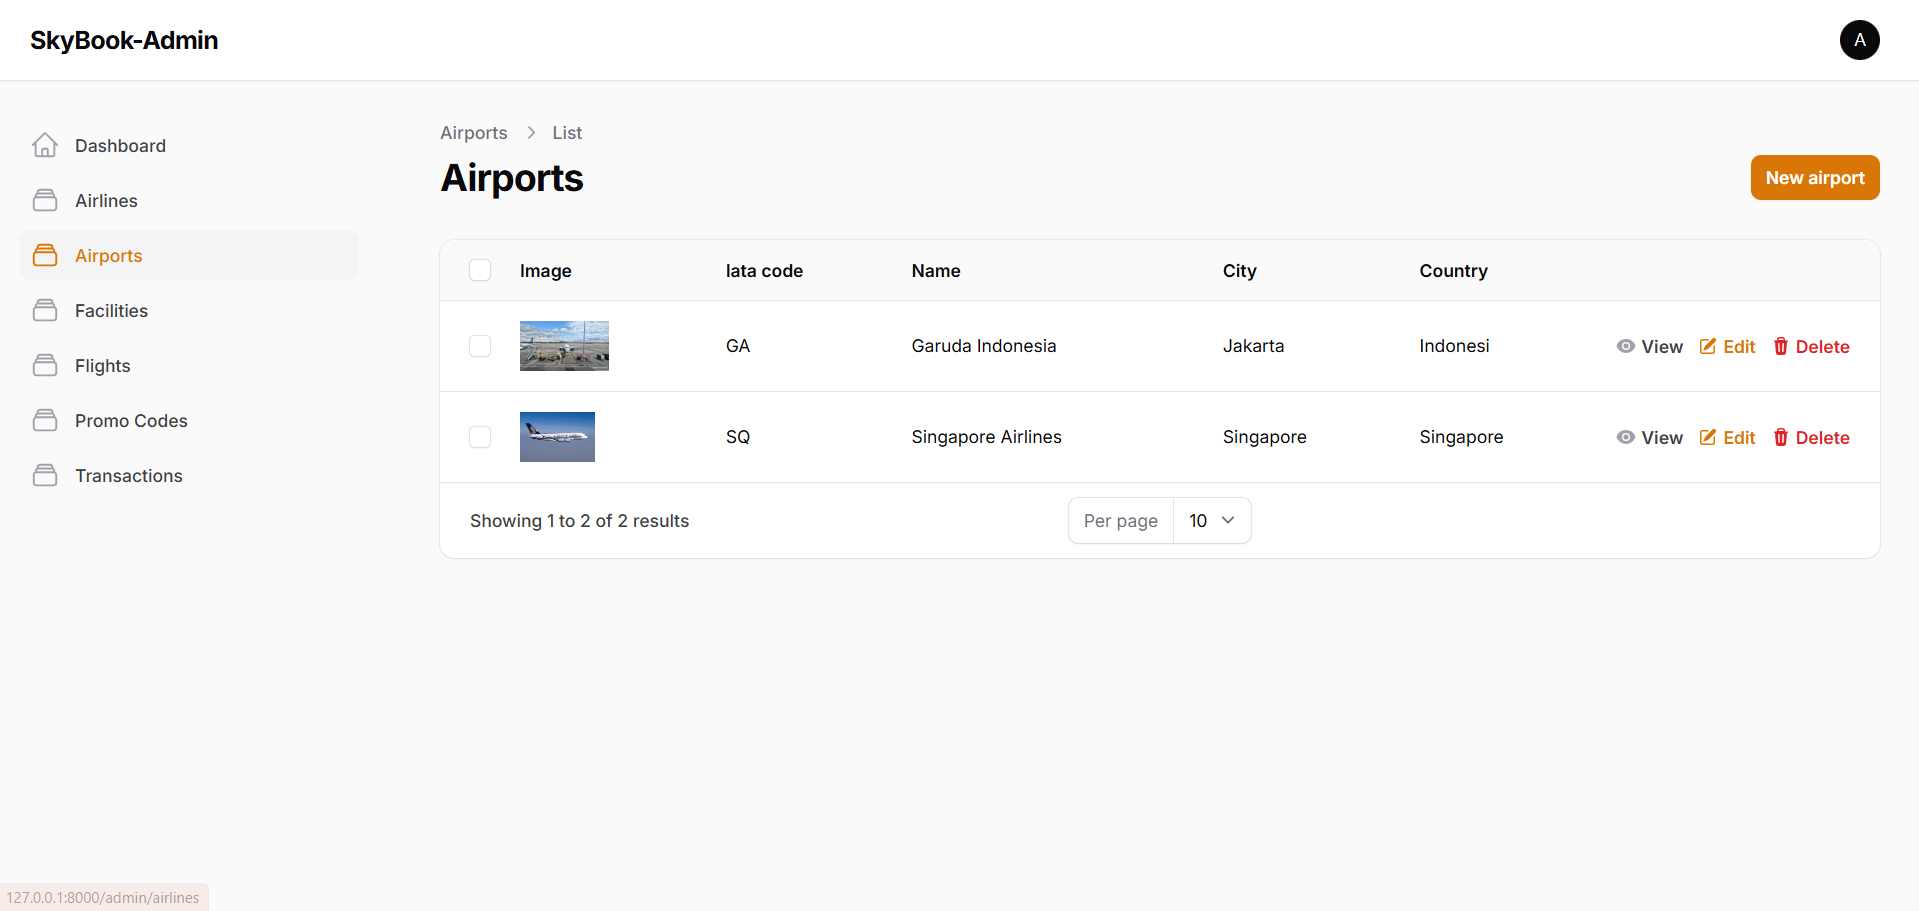 SkyBook-Admin
A
Dashboard
Airlines
Airports
Facilities
Flights
Promo Codes
Transactions
Airports > List
Airports
New airport
Image Iata code Name City Country
GA Garuda Indonesia Jakarta Indonesi View Edit Delete
SQ Singapore Airlines Singapore Singapore View Edit Delete
Showing 1 to 2 of 2 results Per page 10
127.0.0.1:8000/admin/airlines